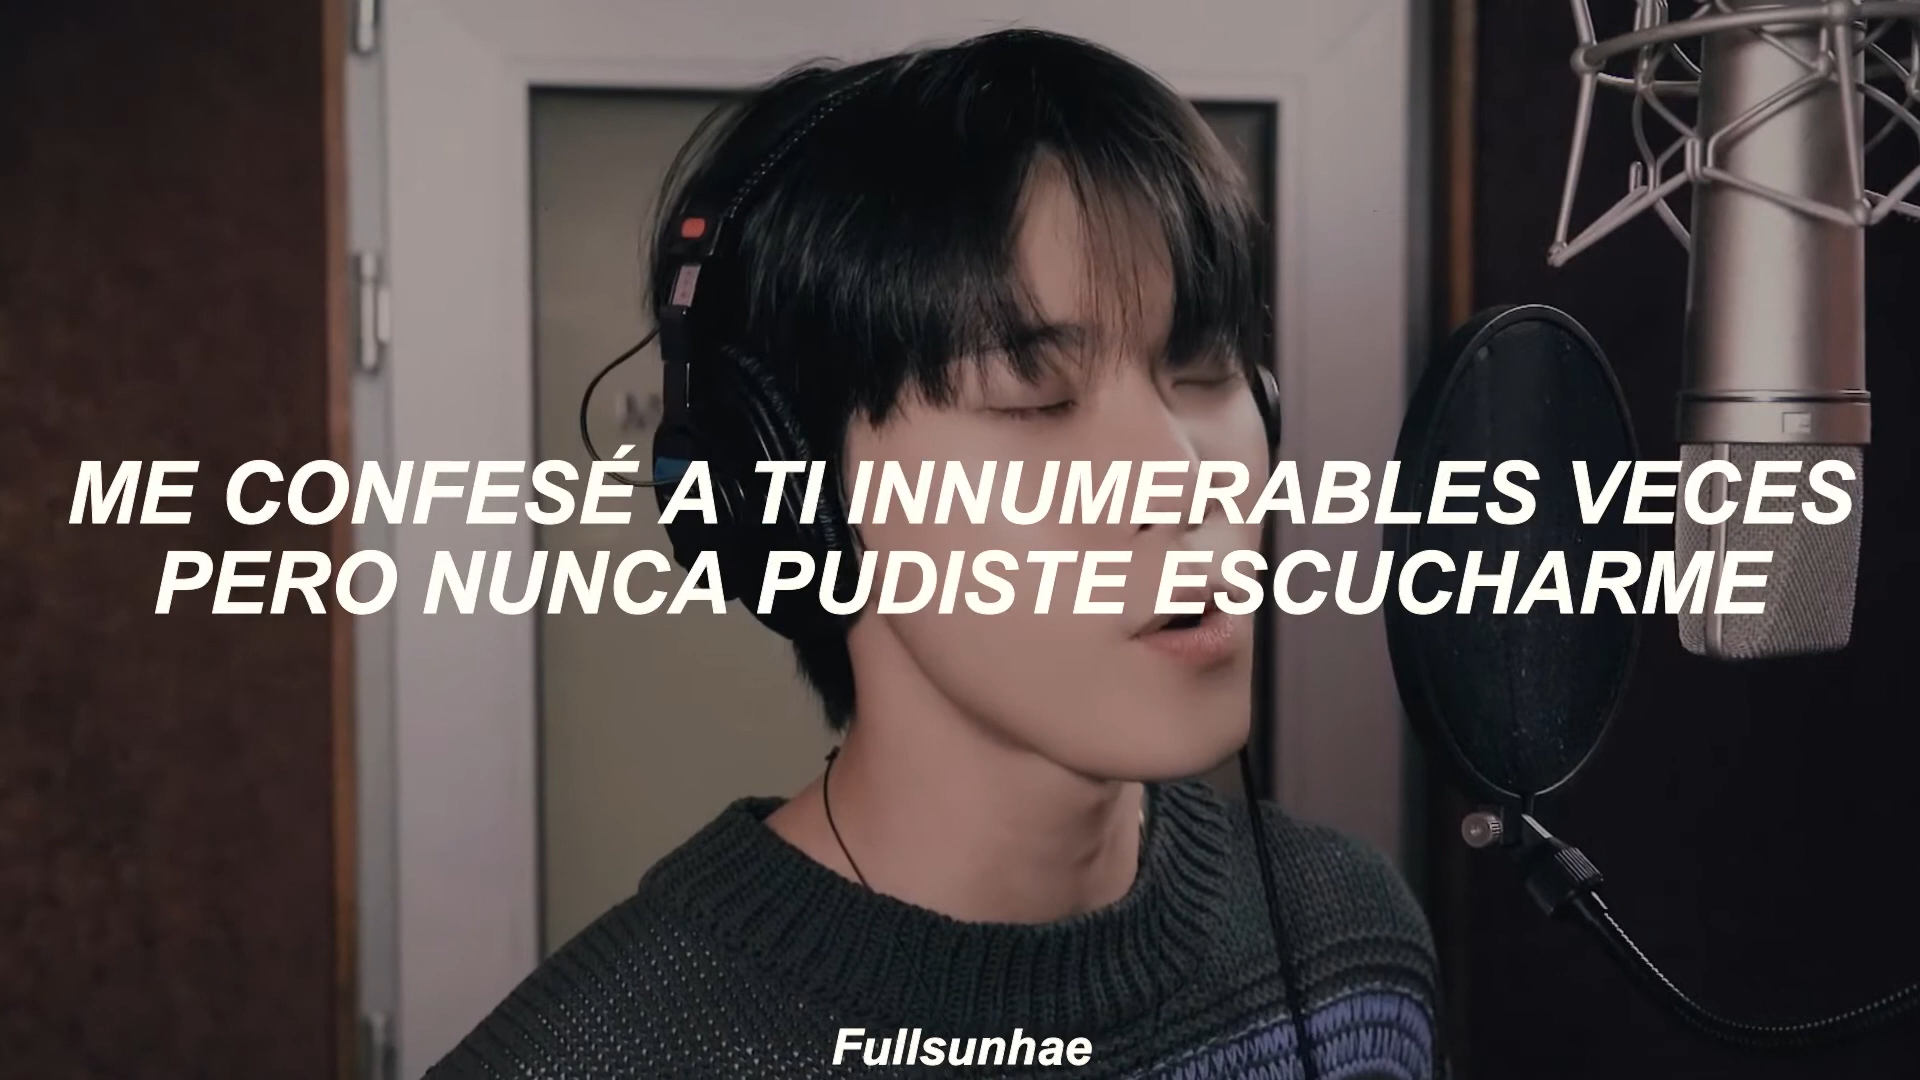 ME CONFESÉ A TI INNUMERABLES VECES
PERO NUNCA PUDISTE ESCUCHARME
Fullsunhae